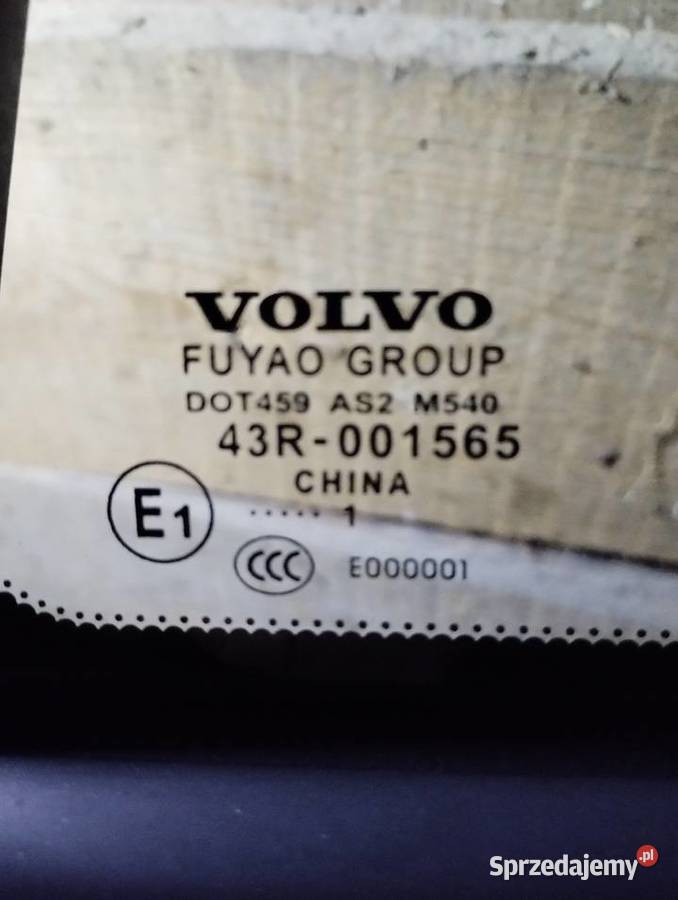 VOLVO
FUYAO GROUP
DOT459 AS2 M540
43R-001565
CHINA
E1
..... 1
CCC E000001
Sprzedajemy.pl